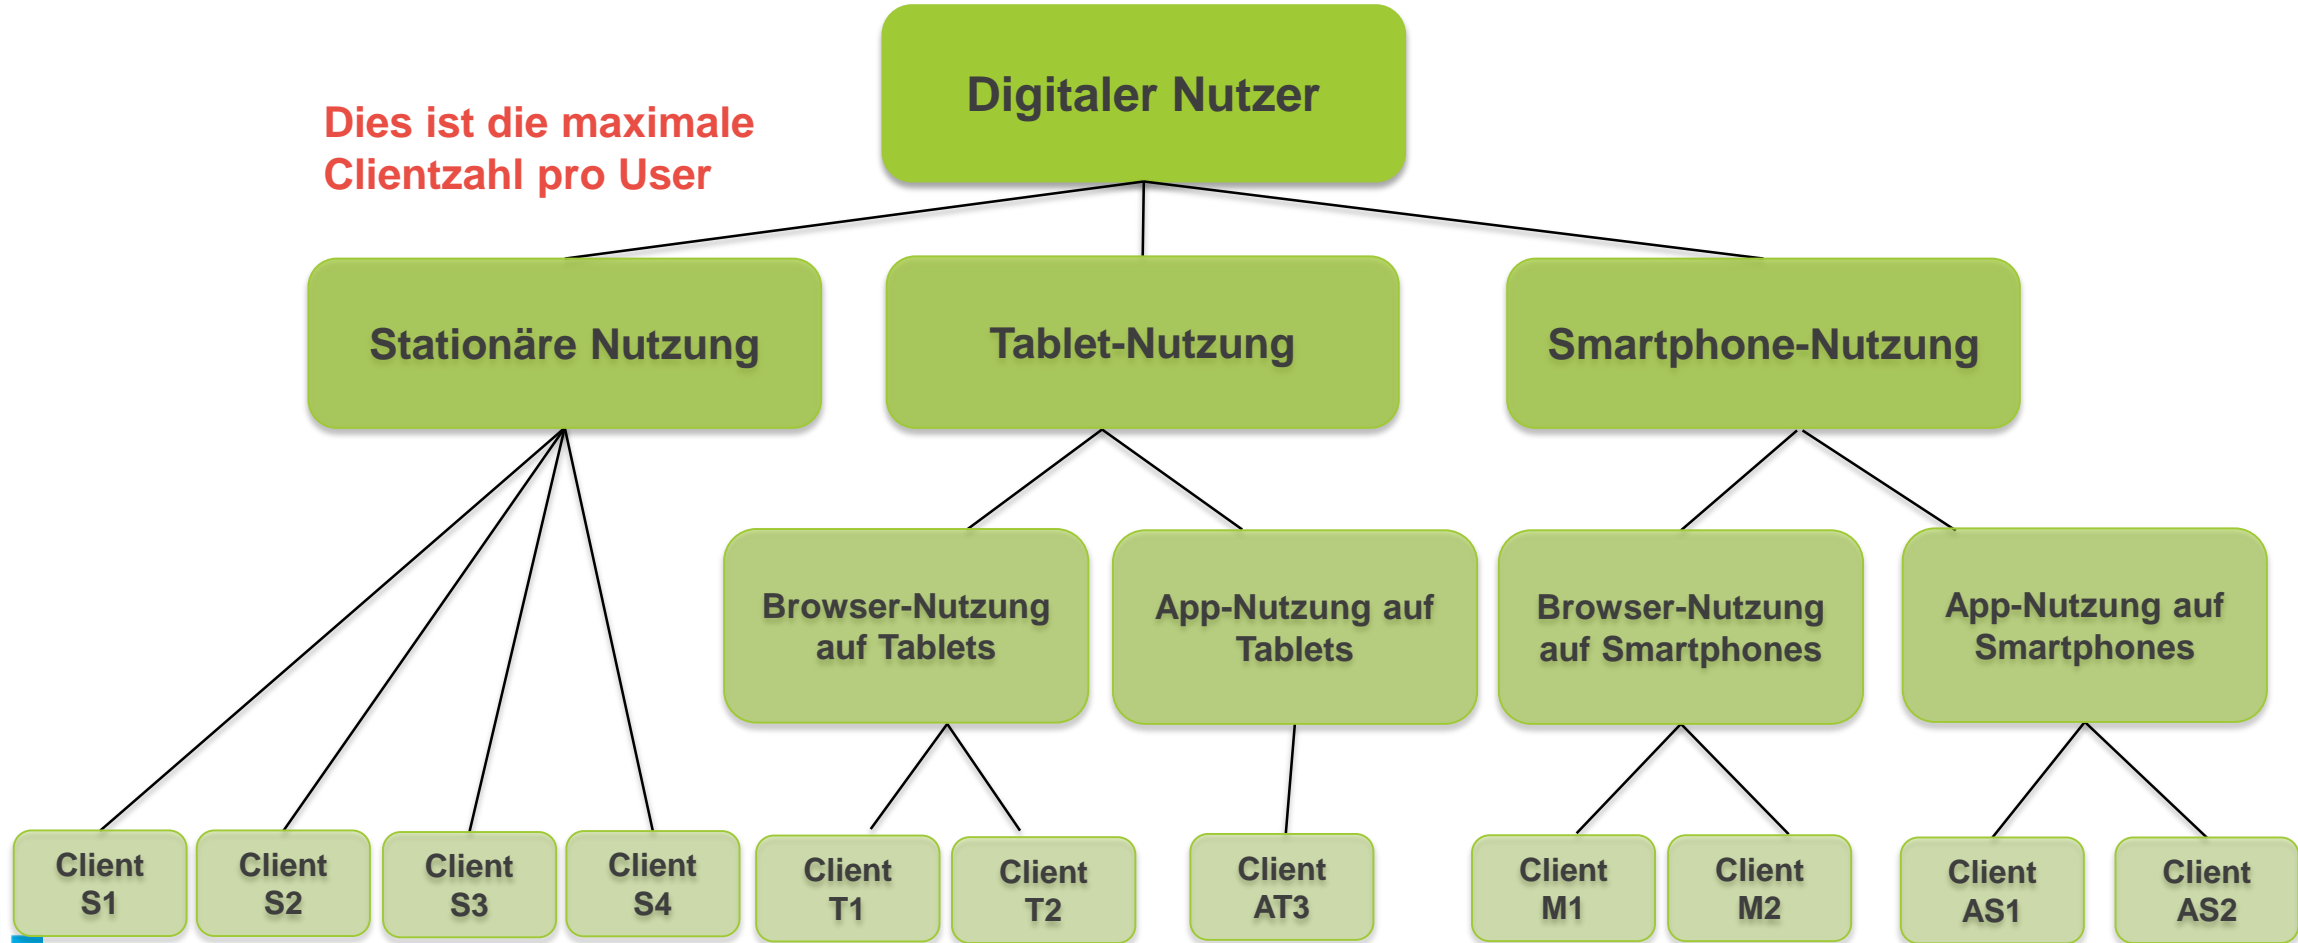 Digitaler Nutzer
Dies ist die maximale
Clientzahl pro User
Stationäre Nutzung
Tablet-Nutzung
Smartphone-Nutzung
Browser-Nutzung
auf Tablets
App-Nutzung auf
Tablets
Browser-Nutzung
auf Smartphones
App-Nutzung auf
Smartphones
Client
S1
Client
S2
Client
S3
Client
S4
Client
T1
Client
T2
Client
AT3
Client
M1
Client
M2
Client
AS1
Client
AS2